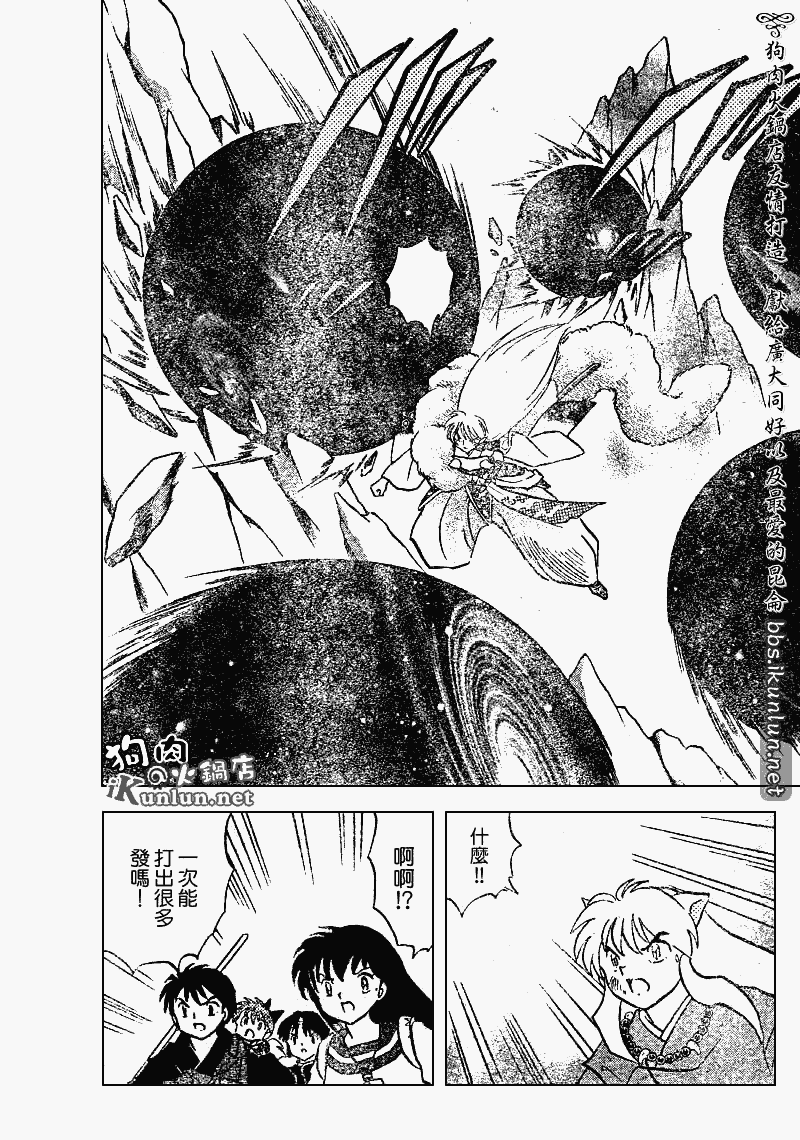 狗肉火鍋店友情打造，獻給廣大同好以及最愛的昆侖 bbs.ikunlun.net
狗肉の火鍋店
iKunlun.net
什麼!!
啊啊!?
一次能
打出很多
發嗎！